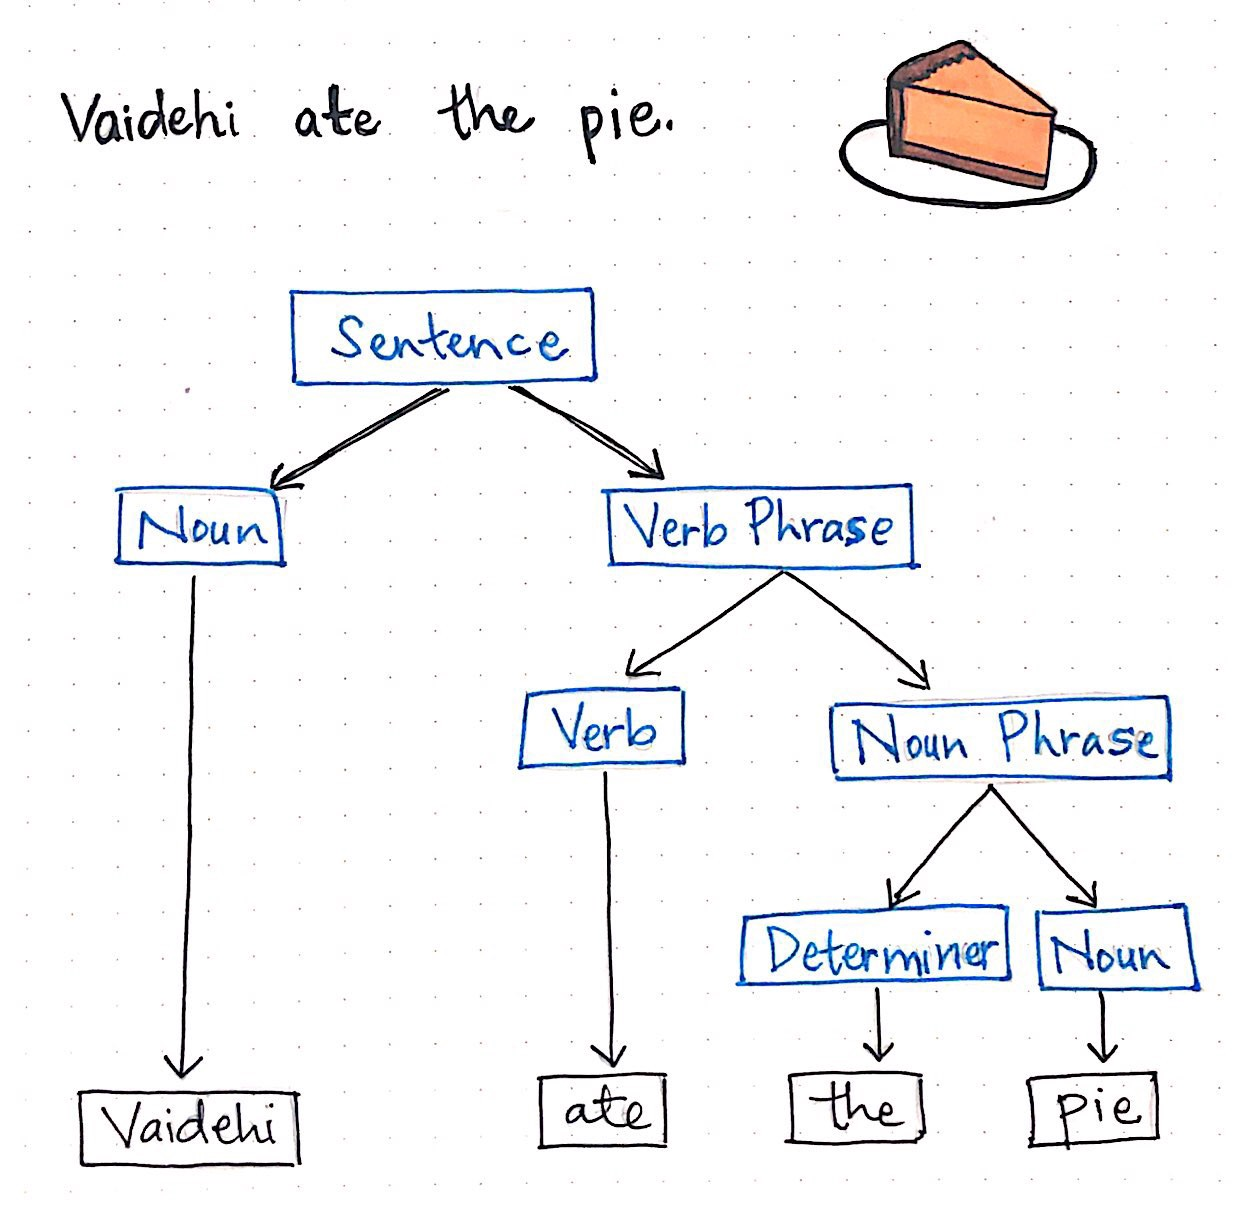 Vaidehi ate the pie.
Sentence
Noun
Verb Phrase
Verb
Noun Phrase
Determiner
Noun
Vaidehi
ate
the
pie